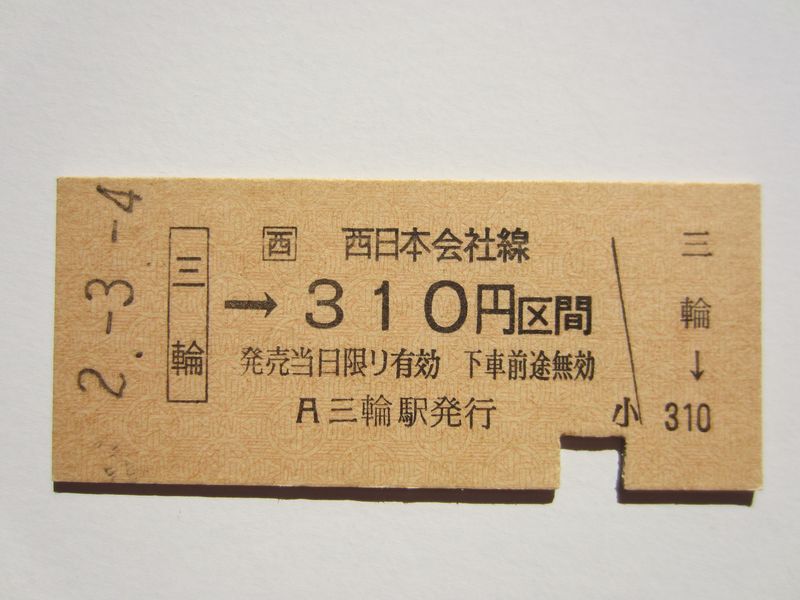 2.-3.-4
三輪
西 西日本会社線
→310円区間
発売当日限り有効 下車前途無効
三輪駅発行
小
三輪→310